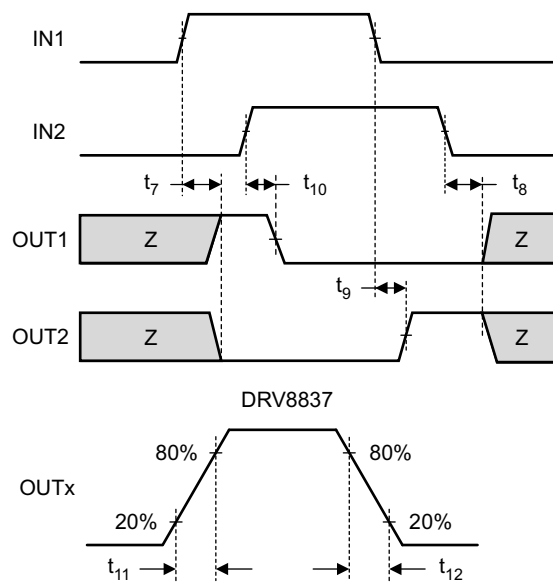 IN1
IN2
t7
t10
t8
OUT1
Z
Z
t9
OUT2
Z
Z
DRV8837
80%
80%
OUTx
20%
20%
t11
t12